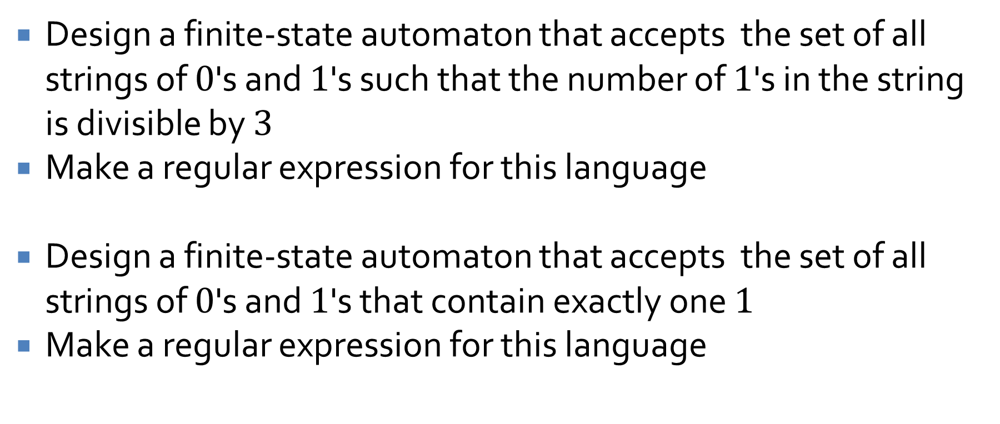 ▪ Design a finite-state automaton that accepts  the set of all
strings of 0's and 1's such that the number of 1's in the string
is divisible by 3
▪ Make a regular expression for this language
▪ Design a finite-state automaton that accepts  the set of all
strings of 0's and 1's that contain exactly one 1
▪ Make a regular expression for this language